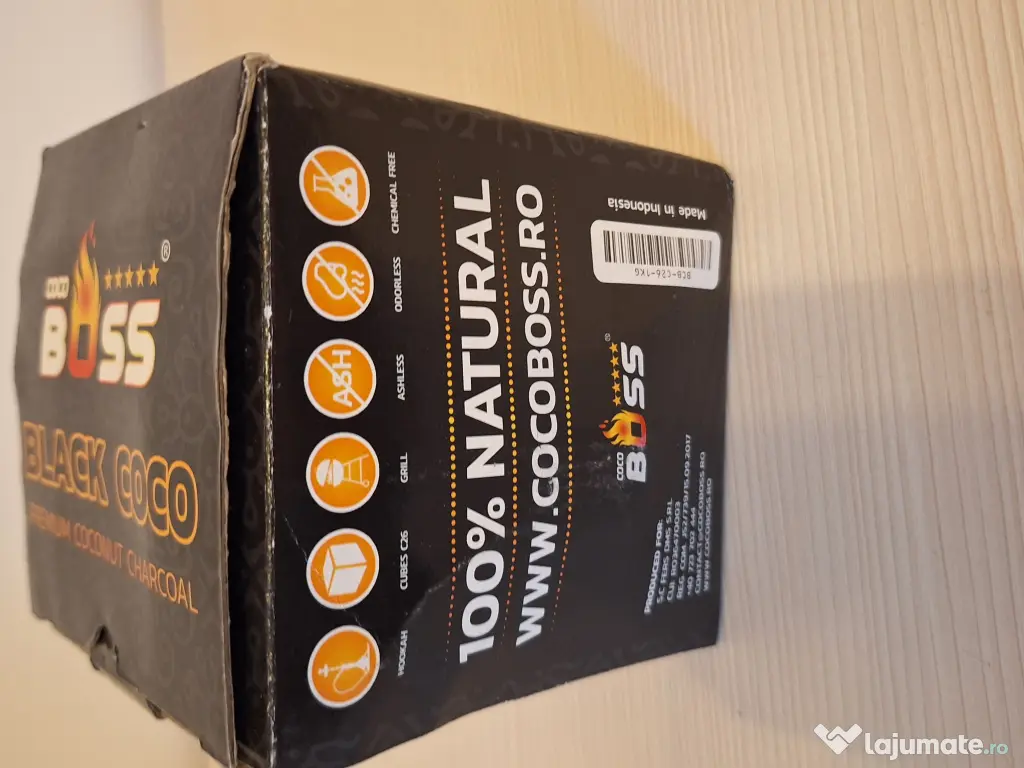 COCO
BOSS
®
BLACK COCO
PREMIUM COCONUT CHARCOAL
HOOKAH
CUBES C26
GRILL
ASHLESS
ODORLESS
CHEMICAL FREE
ASH
100% NATURAL
WWW.COCOBOSS.RO
COCO
BOSS
®
BCB-C26-1KG
Made in Indonesia
PRODUCED FOR:
WWW.COCOBOSS.RO
lajumate.ro